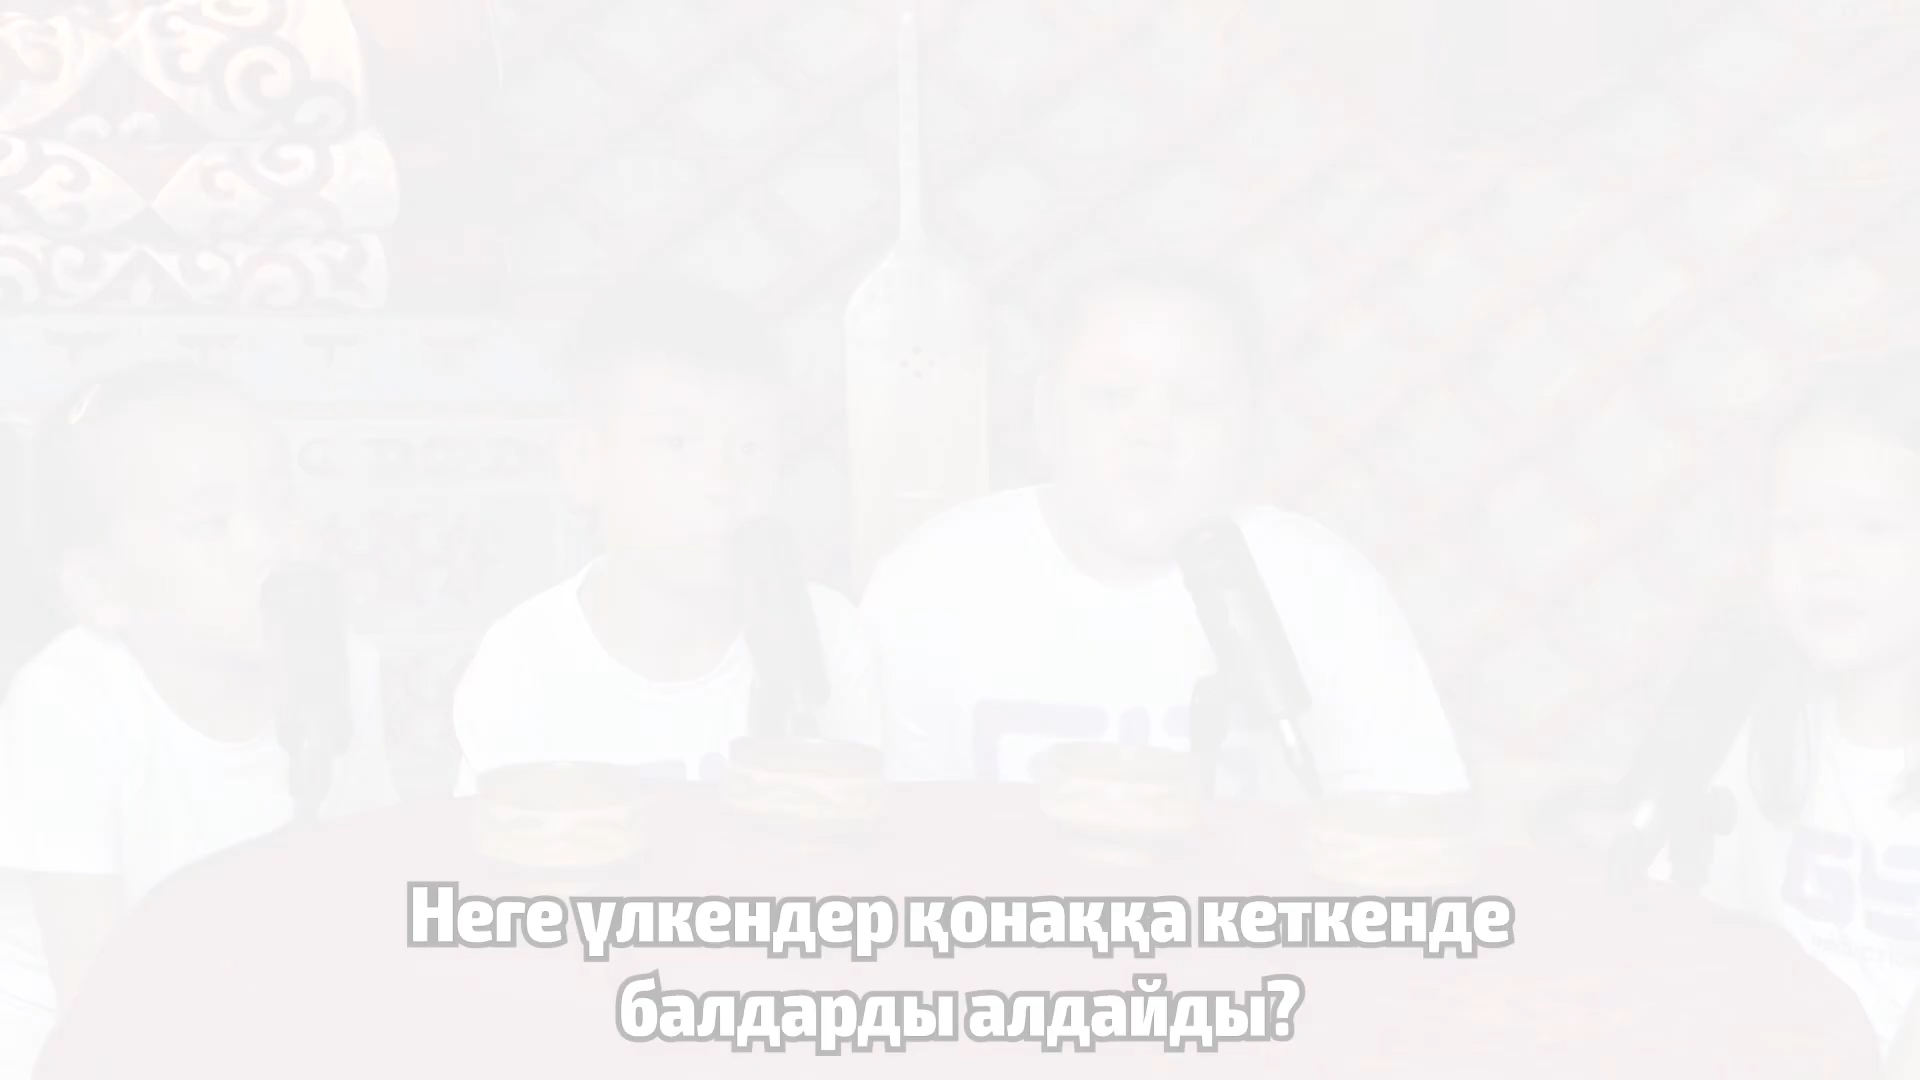 Неге үлкендер қонаққа кеткенде
балдарды алдайды?